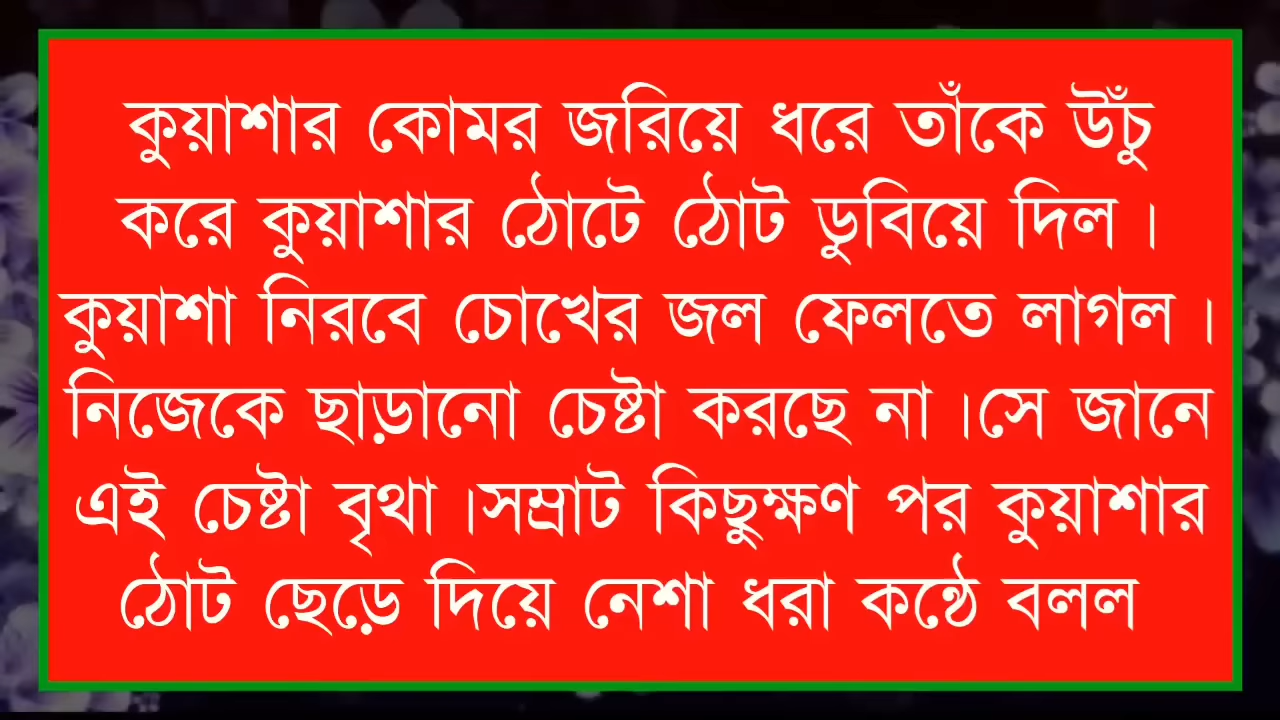 কুয়াশার কোমর জরিয়ে ধরে তাঁকে উঁচু
করে কুয়াশার ঠোটে ঠোট ডুবিয়ে দিল।
কুয়াশা নিরবে চোখের জল ফেলতে লাগল।
নিজেকে ছাড়ানো চেষ্টা করছে না।সে জানে
এই চেষ্টা বৃথা।সম্রাট কিছুক্ষণ পর কুয়াশার
ঠোট ছেড়ে দিয়ে নেশা ধরা কন্ঠে বলল